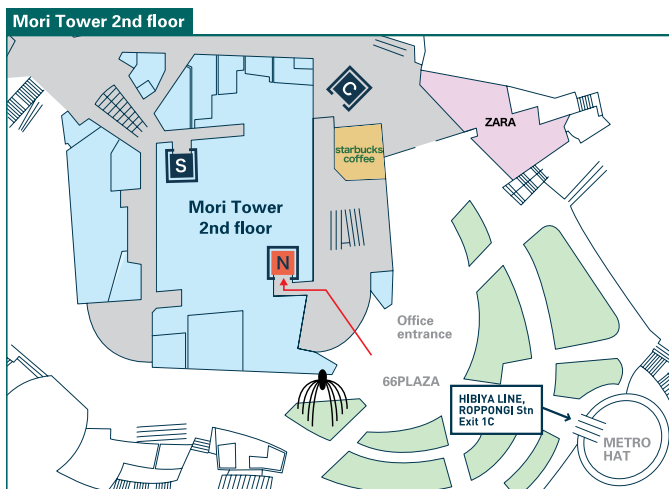 Mori Tower 2nd floor
C
ZARA
starbucks
coffee
S
Mori Tower
2nd floor
N
Office
entrance
66PLAZA
HIBIYA LINE,
ROPPONGI Stn
Exit 1C
METRO
HAT